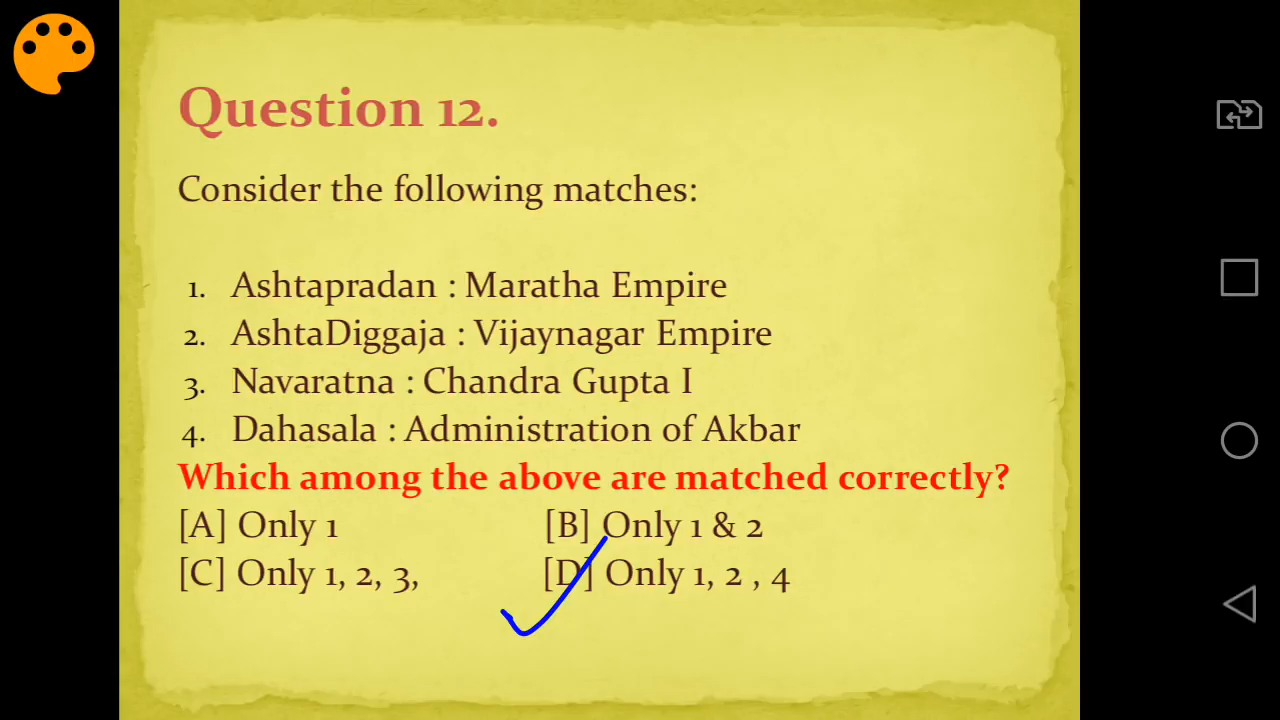 Question 12.
Consider the following matches:
1. Ashtapradan : Maratha Empire
2. AshtaDiggaja : Vijaynagar Empire
3. Navaratna : Chandra Gupta I
4. Dahasala : Administration of Akbar
Which among the above are matched correctly?
[A] Only 1 [B] Only 1 & 2
[C] Only 1, 2, 3, [D] Only 1, 2 , 4